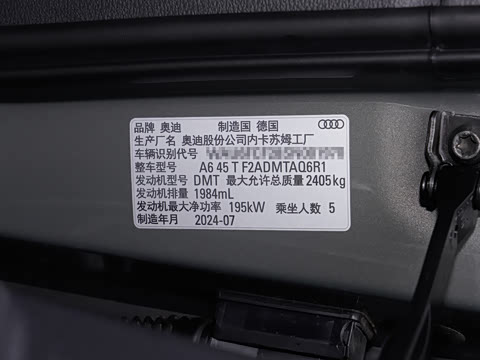 品牌 奥迪 制造国 德国
生产厂名 奥迪股份公司内卡苏姆工厂
车辆识别代号
整车型号 A6 45 T F2ADMTAQ6R1
发动机型号 DMT 最大允许总质量 2405kg
发动机排量 1984mL
发动机最大净功率 195kW 乘坐人数 5
制造年月 2024-07